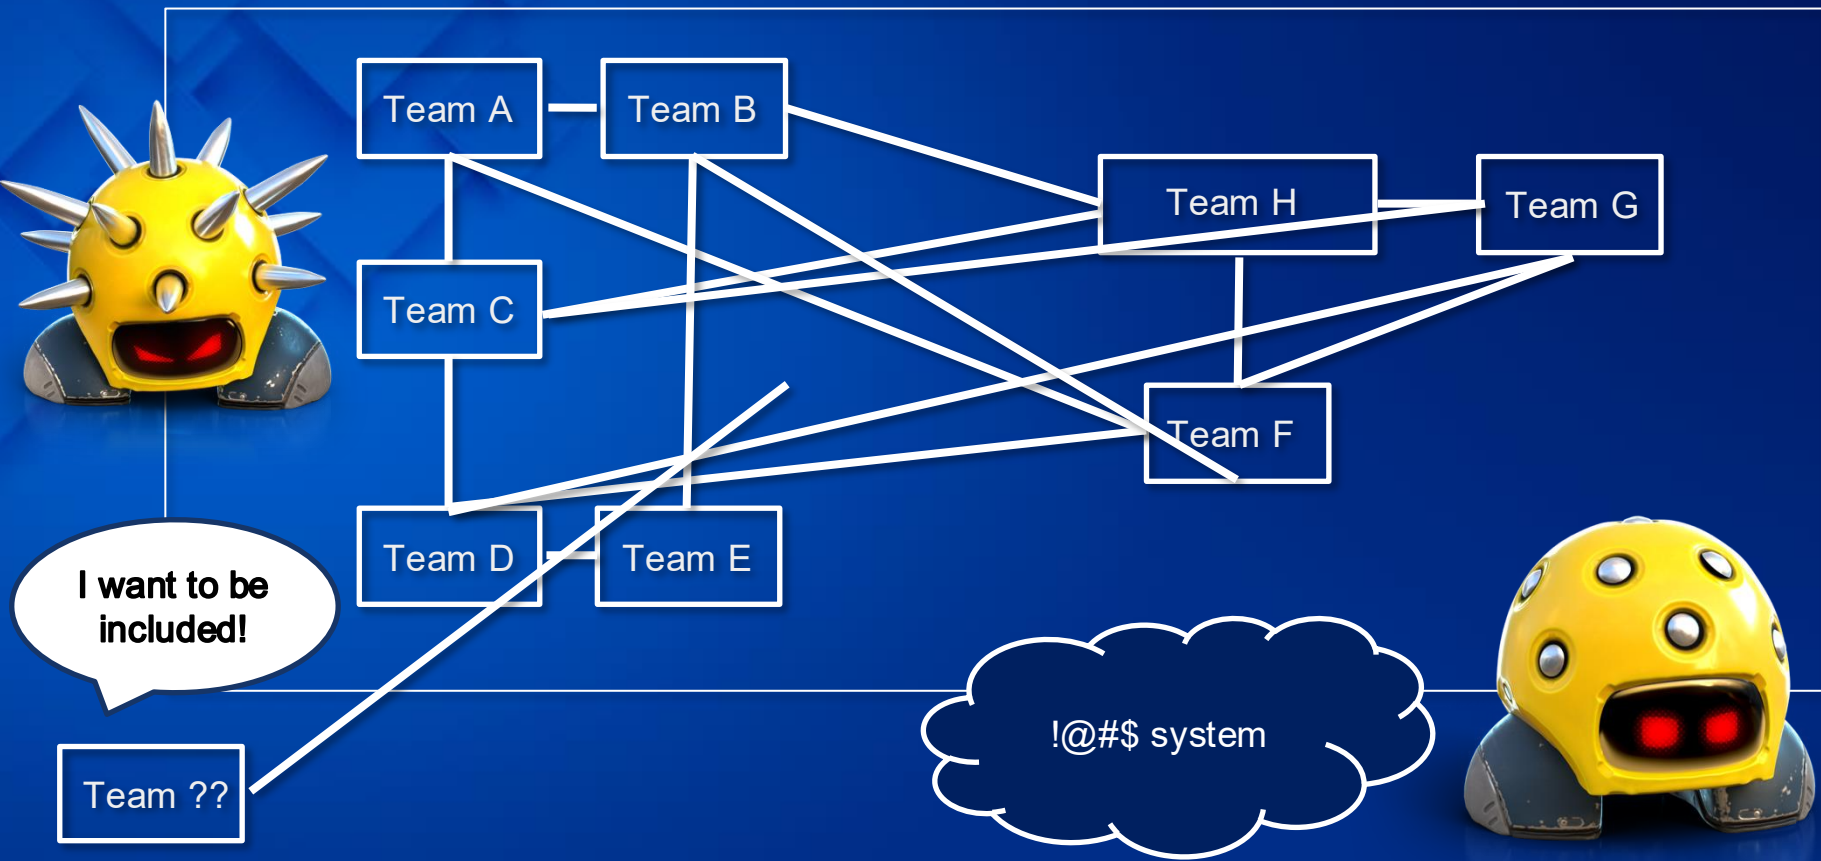 Team A
Team B
Team H
Team G
Team C
Team F
Team D
Team E
I want to be
included!
!@#$ system
Team ??